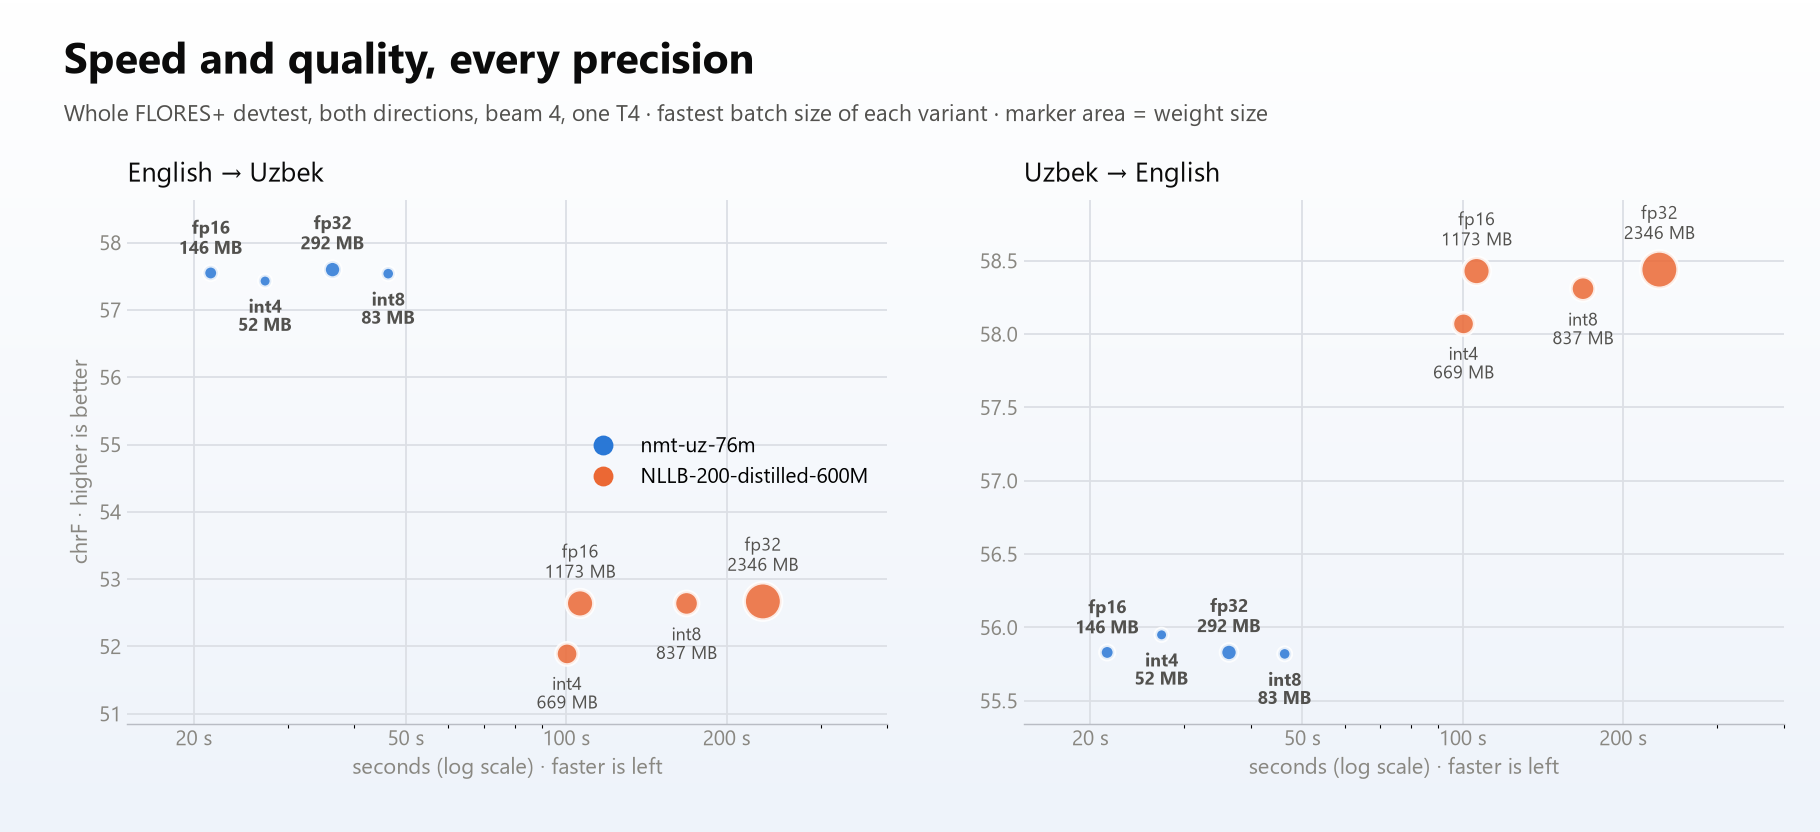 Speed and quality, every precision
Whole FLORES+ devtest, both directions, beam 4, one T4 · fastest batch size of each variant · marker area = weight size
English → Uzbek
chrF · higher is better
58
57
56
55
54
53
52
51
fp16
146 MB
int4
52 MB
fp32
292 MB
int8
83 MB
nmt-uz-76m
NLLB-200-distilled-600M
fp16
1173 MB
int4
669 MB
int8
837 MB
fp32
2346 MB
20 s
50 s
100 s
200 s
seconds (log scale) · faster is left
Uzbek → English
58.5
58.0
57.5
57.0
56.5
56.0
55.5
fp16
1173 MB
int4
669 MB
int8
837 MB
fp32
2346 MB
fp16
146 MB
int4
52 MB
fp32
292 MB
int8
83 MB
20 s
50 s
100 s
200 s
seconds (log scale) · faster is left